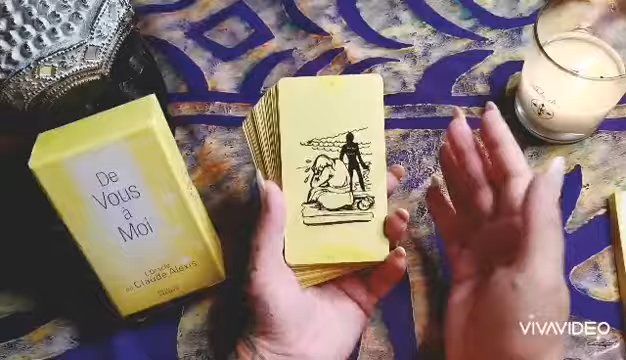 De
Vous
à
Moi
L'Oracle
de Claude Alexis
VIVAVIDEO